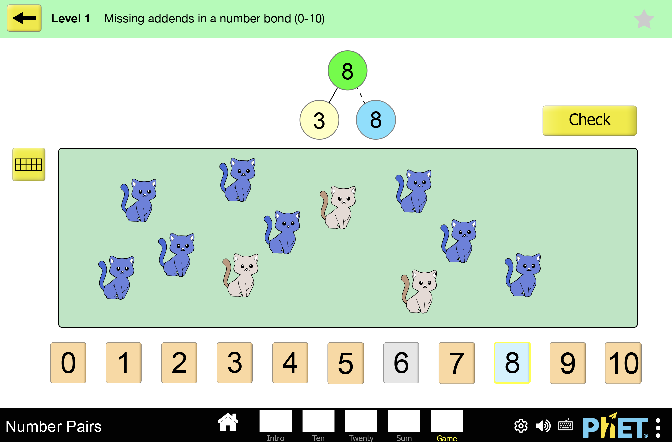 Level 1 Missing addends in a number bond (0-10)
8
3 8
Check
0 1 2 3 4 5 6 7 8 9 10
Number Pairs
Intro Ten Twenty Sum Game
PhET